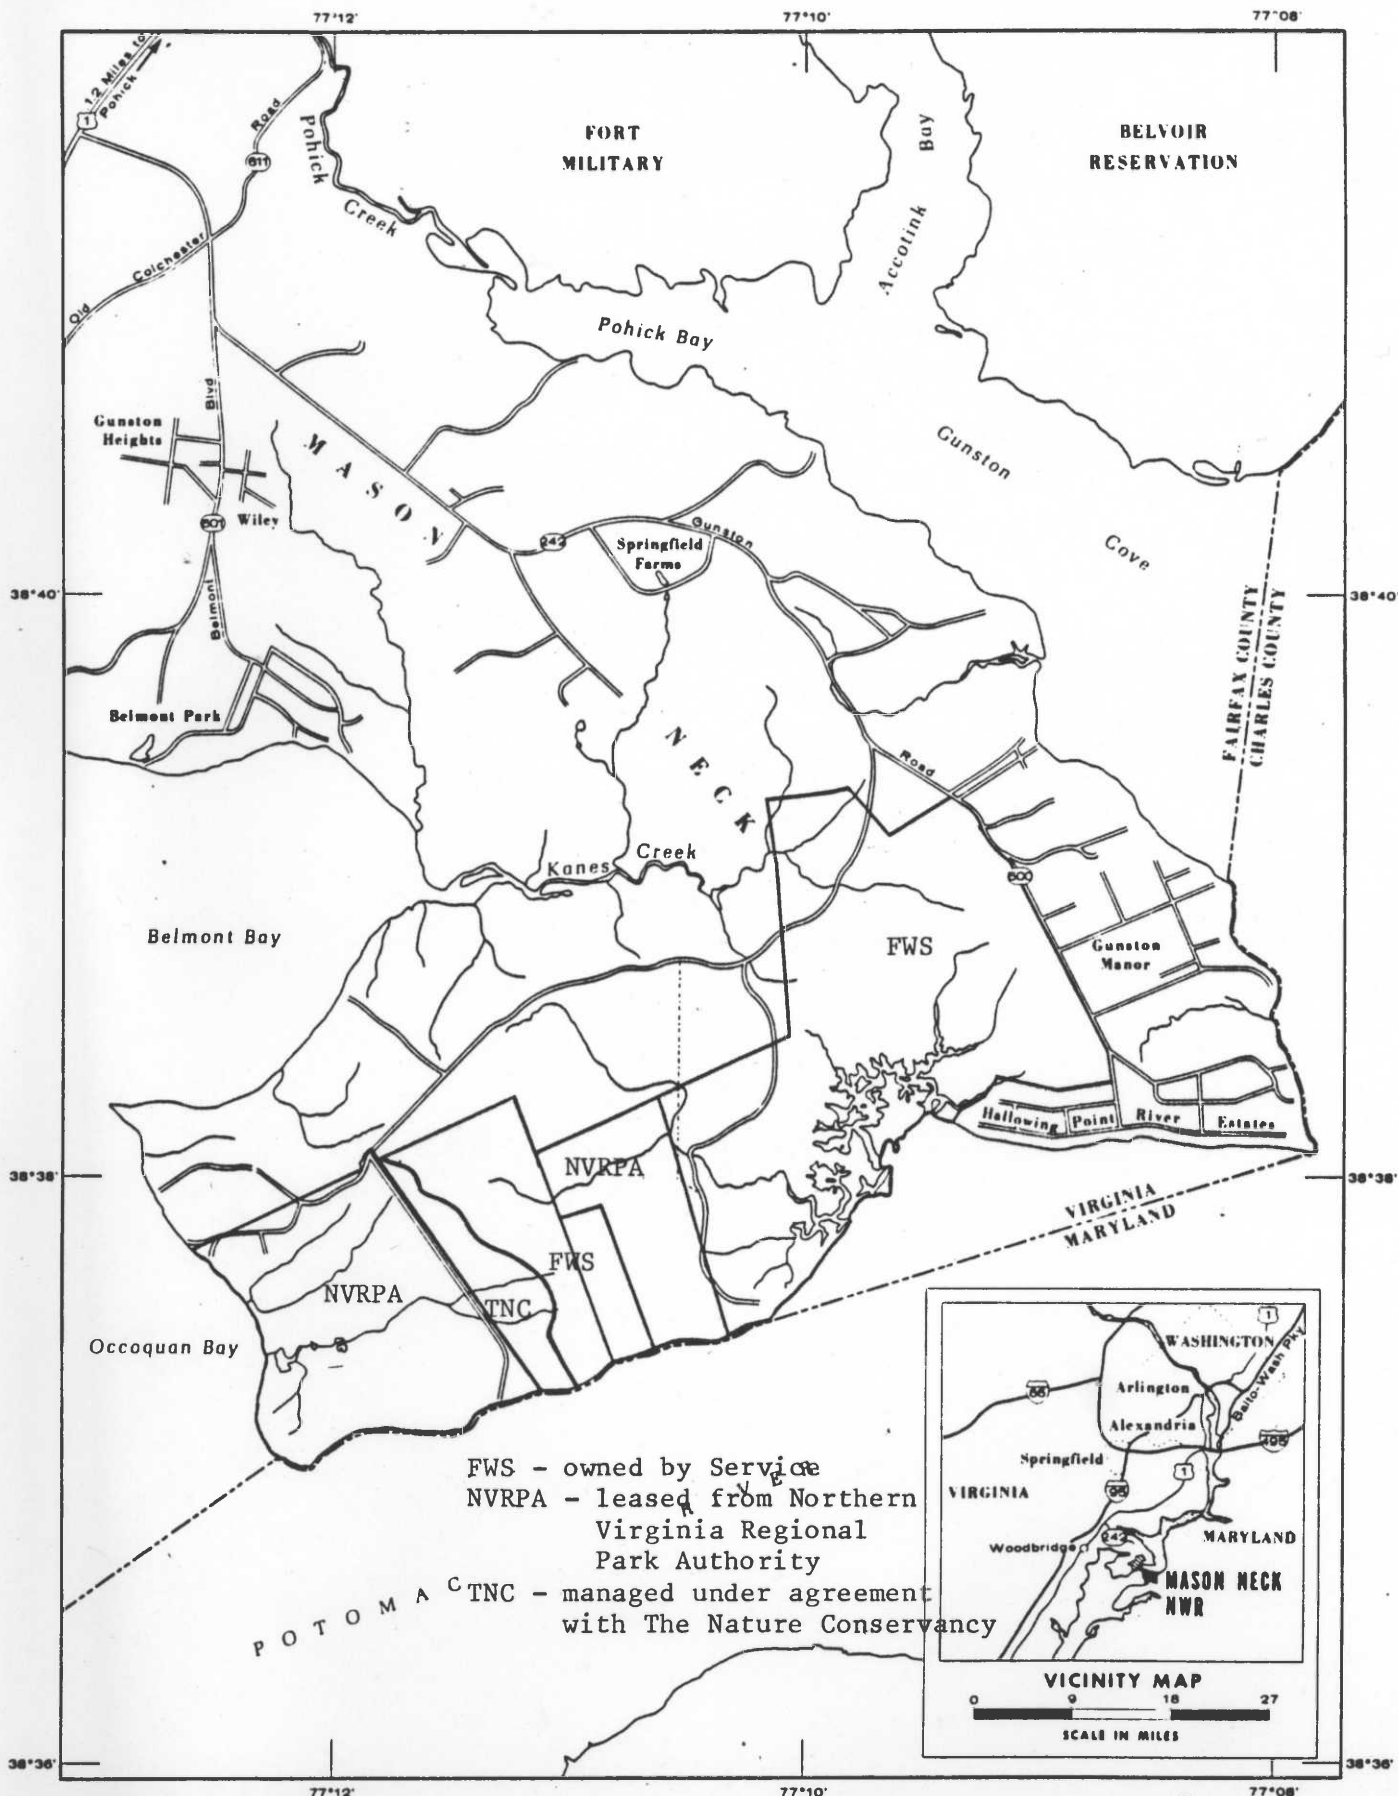 77°12'
77°10'
77°08'
1.2 Miles to
Pohick
1
Road
611
Pohick
Creek
FORT
MILITARY
Bay
Accotink
BELVOIR
RESERVATION
Old
Colchester
Pohick Bay
Blvd
Gunston
Heights
MASON
Gunston
601
Wiley
242
Gunston
Springfield
Farms
Cove
38°40'
38°40'
Belmont
FAIRFAX COUNTY
CHARLES COUNTY
Belmont Park
NECK
Road
Kanes
Creek
600
Belmont Bay
FWS
Gunston
Manor
Hallowing
Point
River
Estates
38°38'
38°38'
NVRPA
VIRGINIA
MARYLAND
FWS
NVRPA
TNC
Occoquan Bay
1
WASHINGTON
Balto-Wash Pky
66
Arlington
Alexandria
495
Springfield
1
95
VIRGINIA
242
MARYLAND
Woodbridge
MASON NECK
NWR
FWS - owned by Service
NVRPA - leased from Northern
Virginia Regional
Park Authority
TNC - managed under agreement
with The Nature Conservancy
POTOMAC
RIVER
VICINITY MAP
0 9 18 27
SCALE IN MILES
38°36'
38°36'
77°12'
77°10'
77°08'